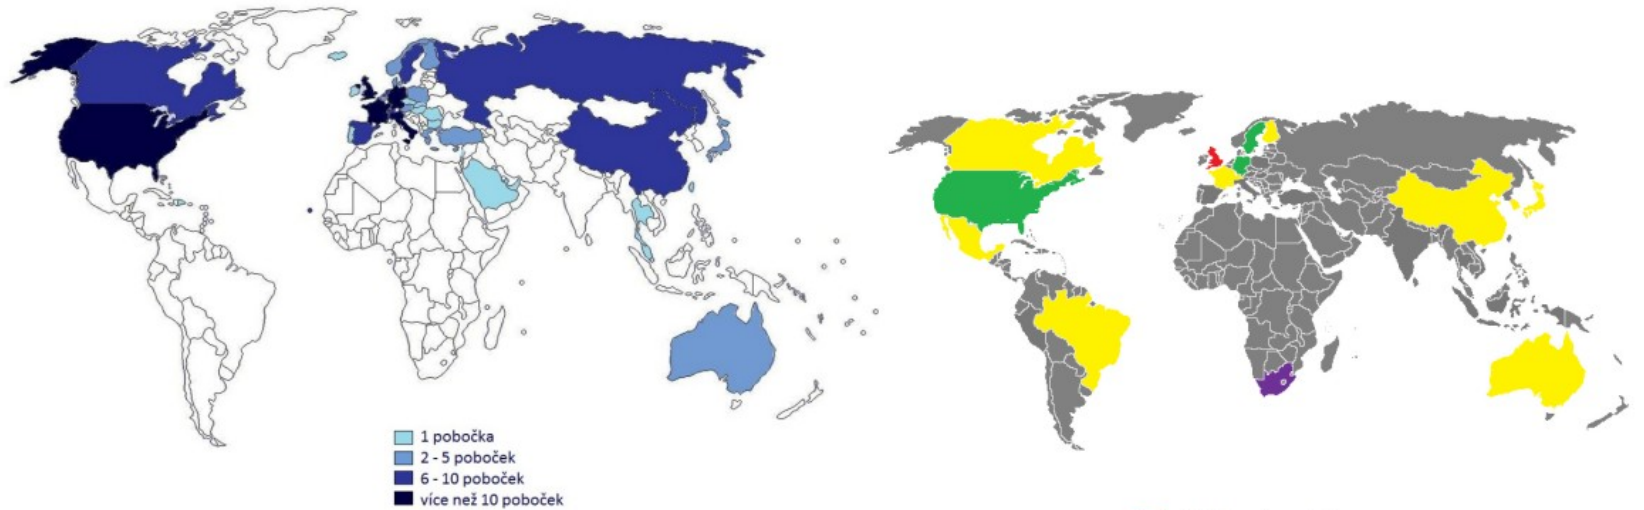 1 pobočka
2 - 5 poboček
6 - 10 poboček
více než 10 poboček